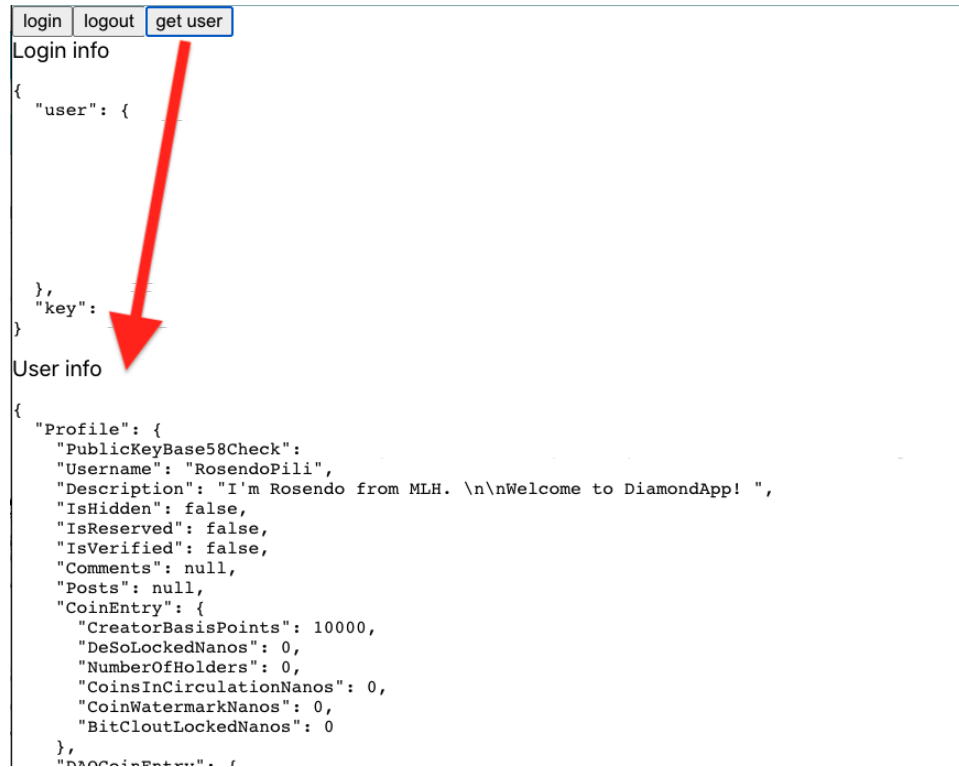 login logout get user
Login info
{
"user": {
},
"key":
}
User info
{
"Profile": {
"PublicKeyBase58Check":
"Username": "RosendoPili",
"Description": "I'm Rosendo from MLH. \n\nWelcome to DiamondApp! ",
"IsHidden": false,
"IsReserved": false,
"IsVerified": false,
"Comments": null,
"Posts": null,
"CoinEntry": {
"CreatorBasisPoints": 10000,
"DeSoLockedNanos": 0,
"NumberOfHolders": 0,
"CoinsInCirculationNanos": 0,
"CoinWatermarkNanos": 0,
"BitCloutLockedNanos": 0
},
"DAOCoinEntry": {